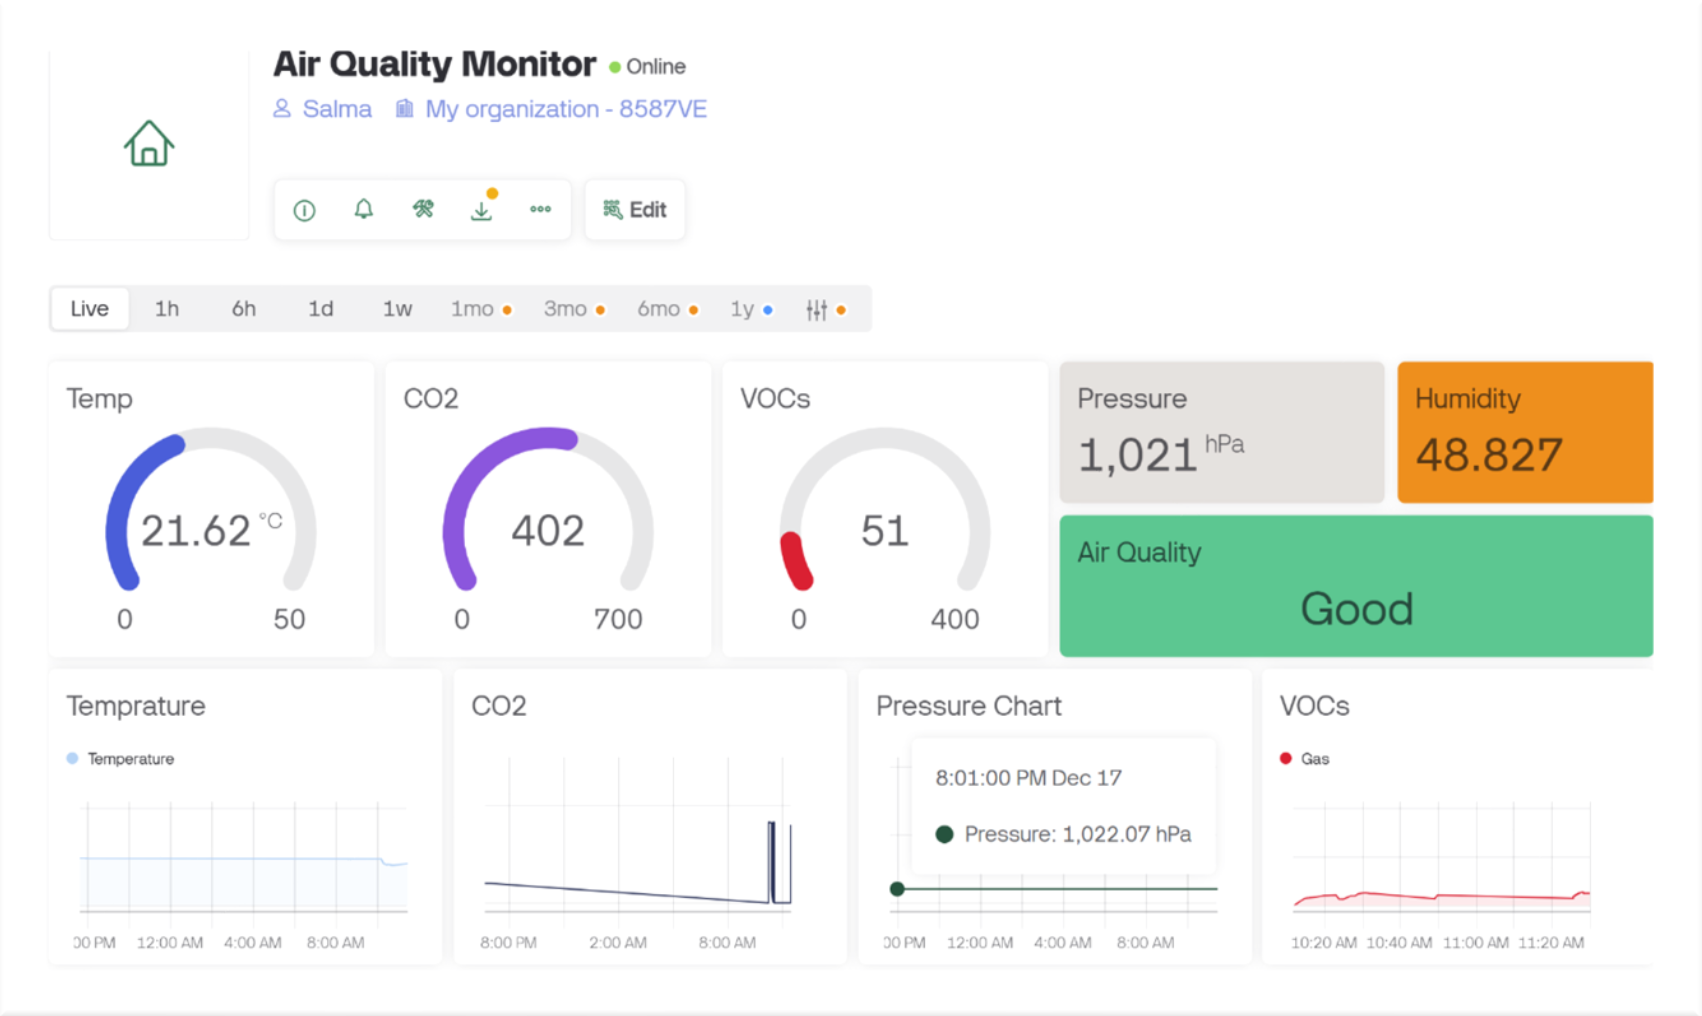 Air Quality Monitor Online
Salma My organization - 8587VE
Edit
Live 1h 6h 1d 1w 1mo 3mo 6mo 1y
Temp
21.62 °C
0 50
CO2
402
0 700
VOCs
51
0 400
Pressure
1,021 hPa
Humidity
48.827
Air Quality
Good
Temprature
Temperature
00 PM 12:00 AM 4:00 AM 8:00 AM
CO2
8:00 PM 2:00 AM 8:00 AM
Pressure Chart
8:01:00 PM Dec 17
Pressure: 1,022.07 hPa
00 PM 12:00 AM 4:00 AM 8:00 AM
VOCs
Gas
10:20 AM 10:40 AM 11:00 AM 11:20 AM